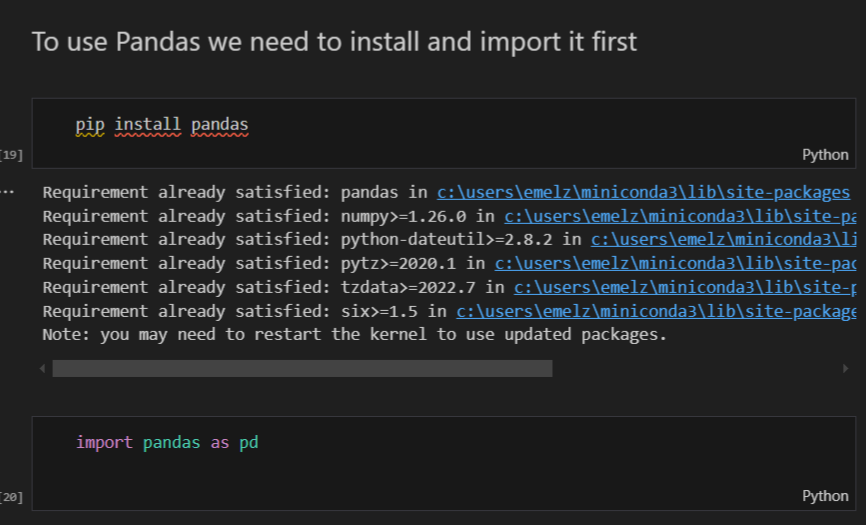 To use Pandas we need to install and import it first
pip install pandas
[19]
Python
...
Requirement already satisfied: pandas in c:\users\emelz\miniconda3\lib\site-packages
Requirement already satisfied: numpy>=1.26.0 in c:\users\emelz\miniconda3\lib\site-pa
Requirement already satisfied: python-dateutil>=2.8.2 in c:\users\emelz\miniconda3\li
Requirement already satisfied: pytz>=2020.1 in c:\users\emelz\miniconda3\lib\site-pac
Requirement already satisfied: tzdata>=2022.7 in c:\users\emelz\miniconda3\lib\site-p
Requirement already satisfied: six>=1.5 in c:\users\emelz\miniconda3\lib\site-package
Note: you may need to restart the kernel to use updated packages.
import pandas as pd
[20]
Python